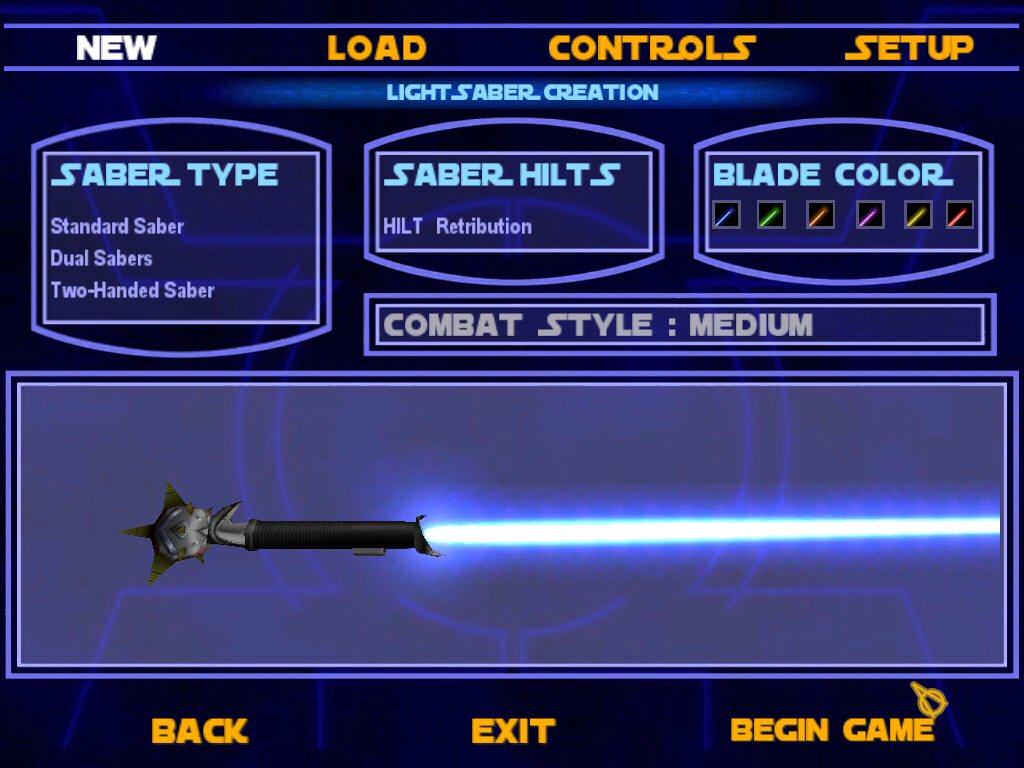 NEW LOAD CONTROLS SETUP
LIGHTSABER CREATION
SABER TYPE
Standard Saber
Dual Sabers
Two-Handed Saber
SABER HILTS
HILT Retribution
BLADE COLOR
COMBAT STYLE : MEDIUM
BACK EXIT BEGIN GAME